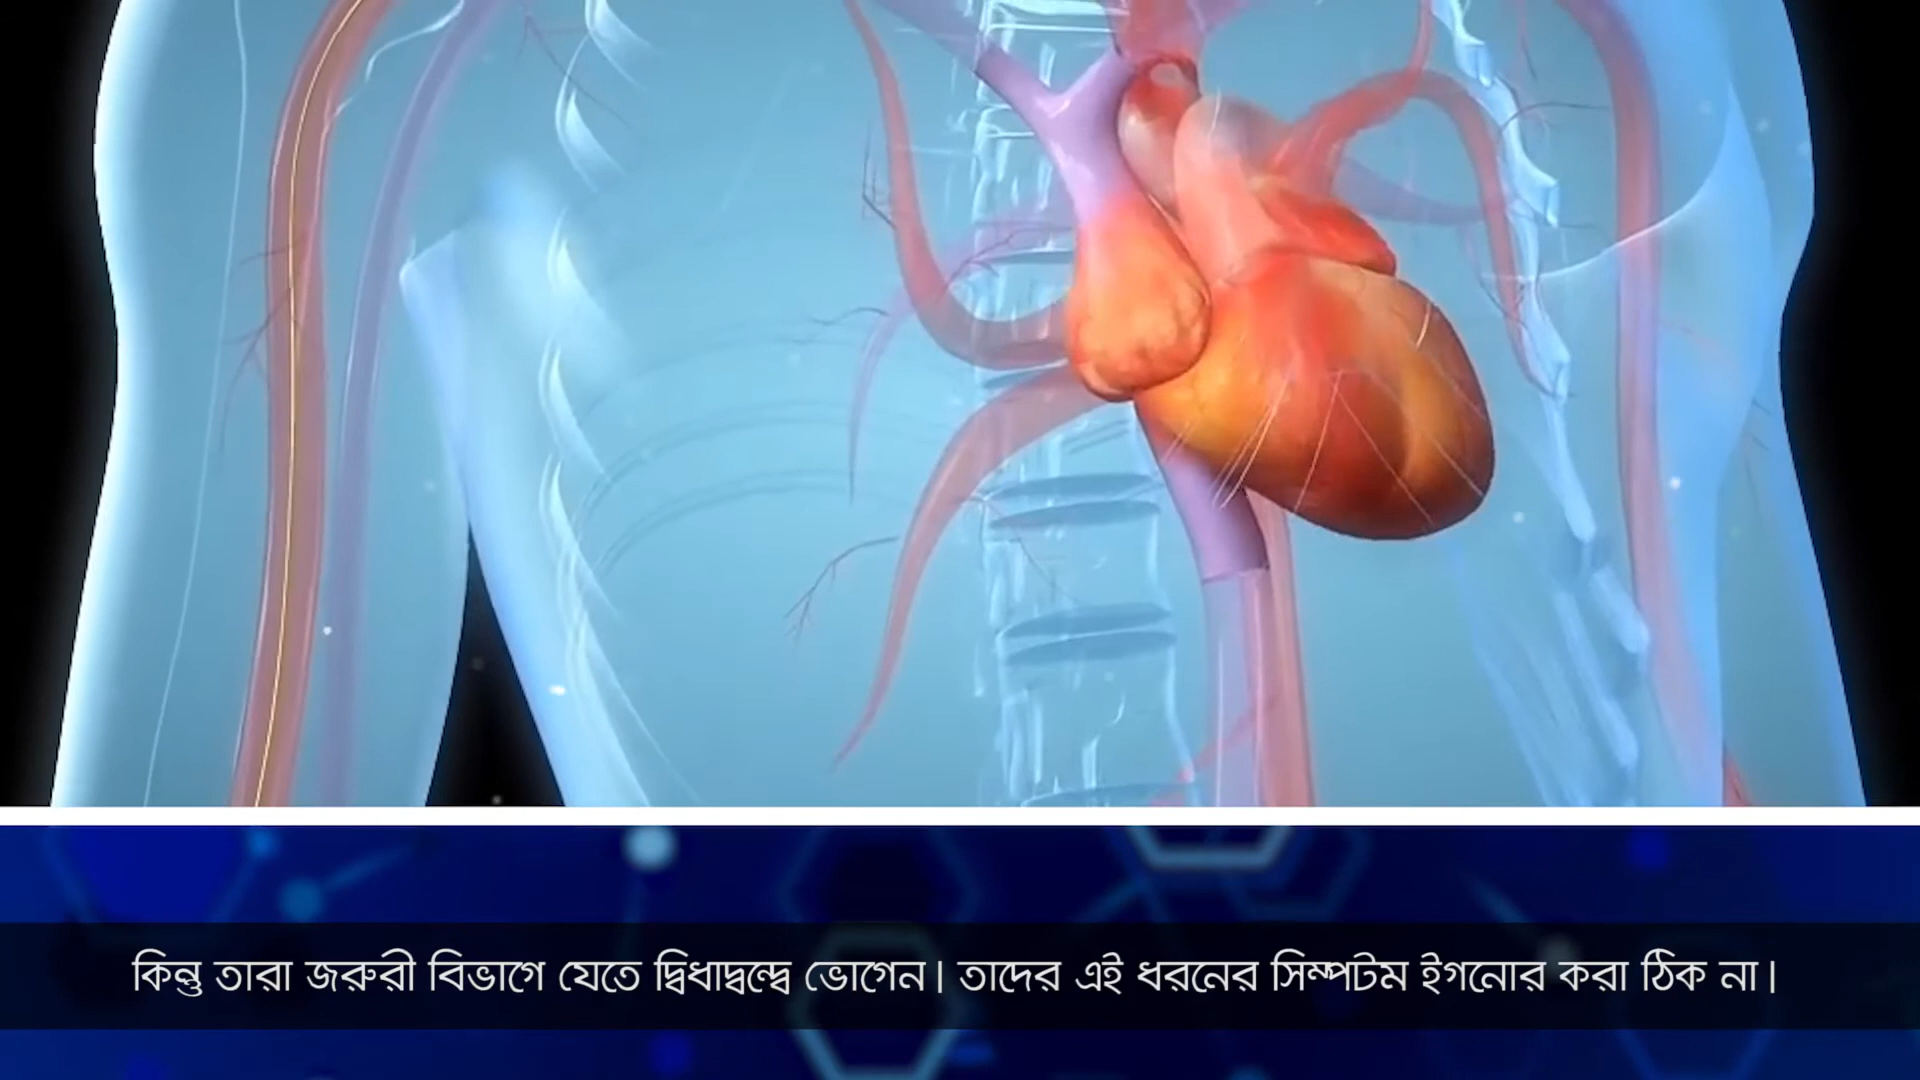 কিন্তু তারা জরুরী বিভাগে যেতে দ্বিধাদ্বন্দ্বে ভোগেন। তাদের এই ধরনের সিম্পটম ইগনোর করা ঠিক না।